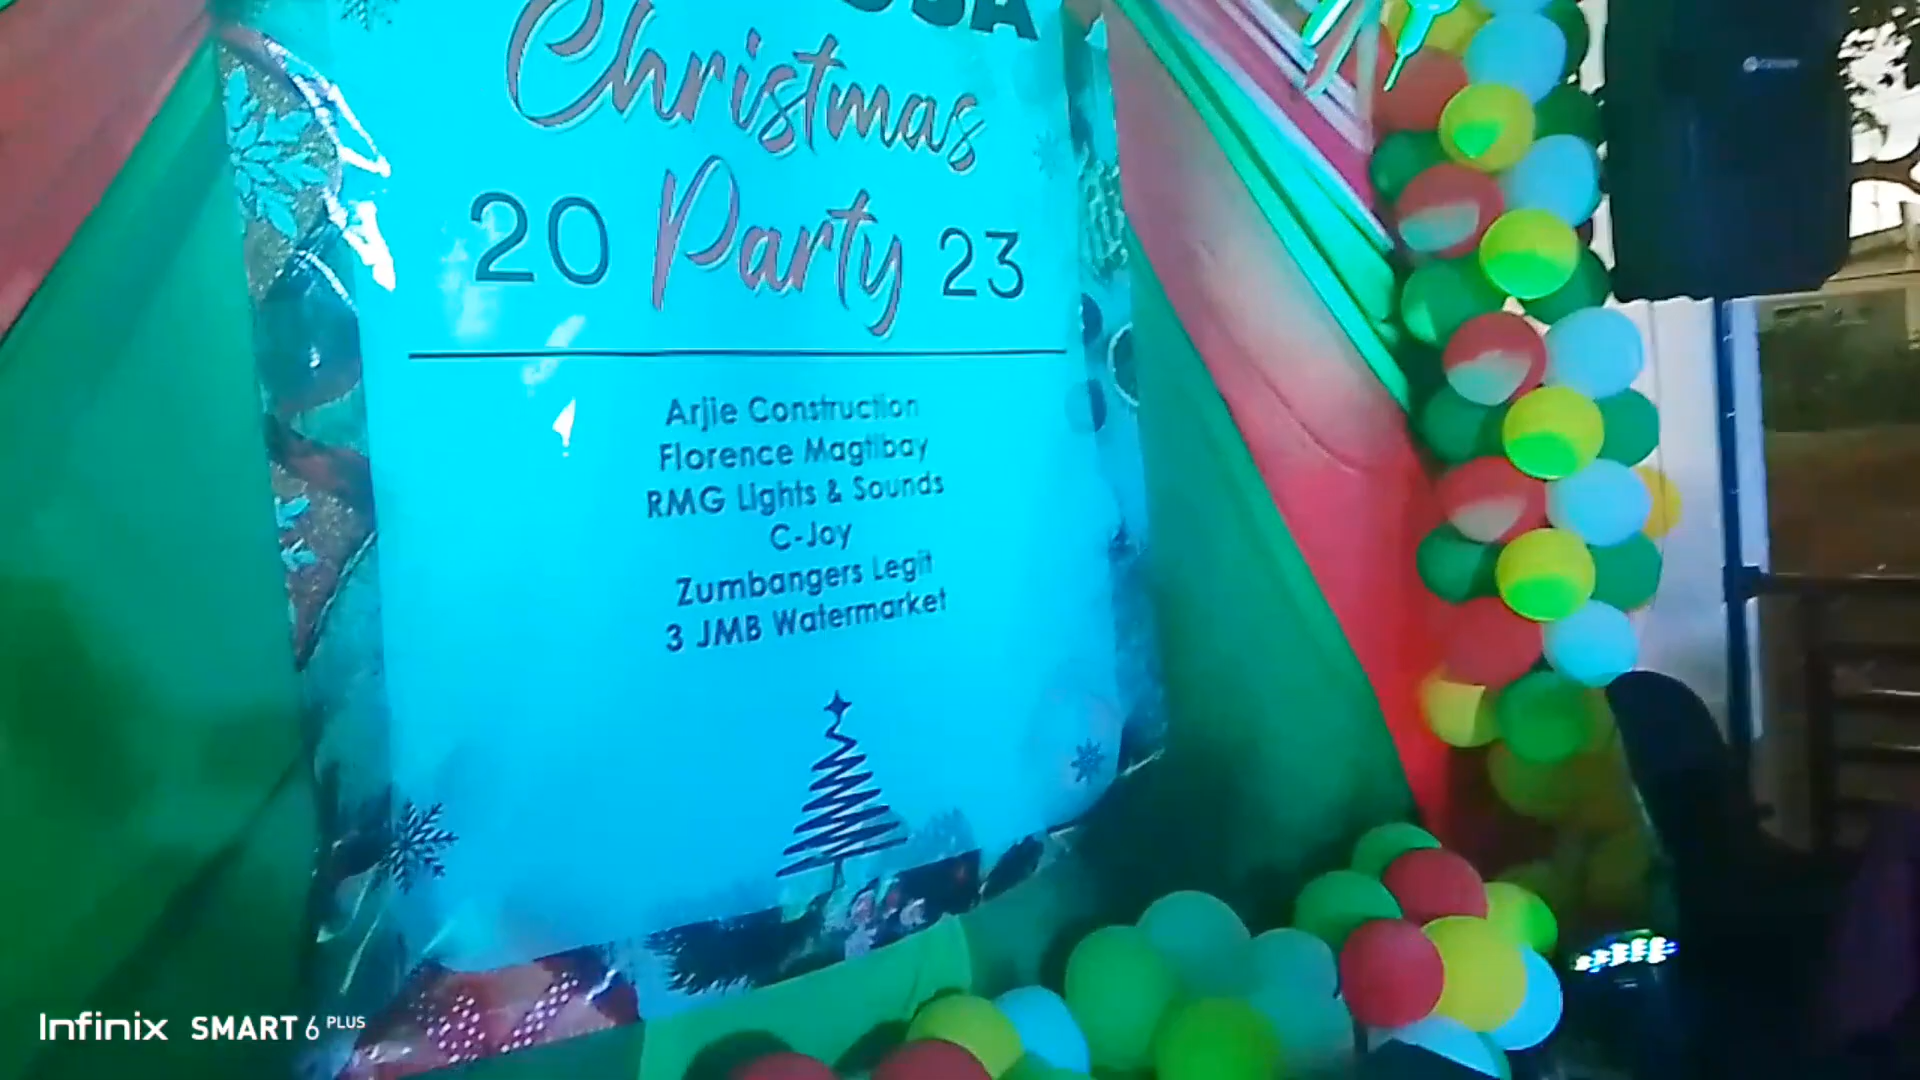 Christmas
20 Party 23
Arjie Construction
Florence Magtibay
RMG Lights & Sounds
C-Joy
Zumbangers Legit
3 JMB Watermarket
Infinix SMART 6 PLUS